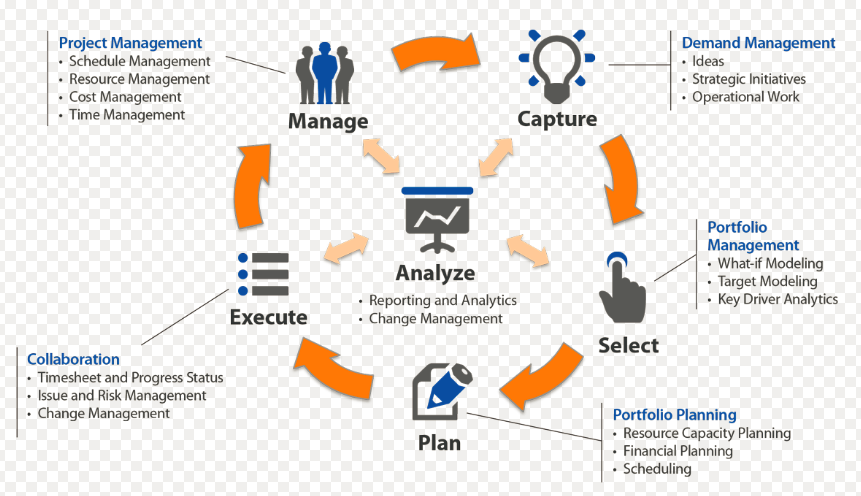 Project Management
• Schedule Management
• Resource Management
• Cost Management
• Time Management
Manage
Capture
Demand Management
• Ideas
• Strategic Initiatives
• Operational Work
Analyze
• Reporting and Analytics
• Change Management
Portfolio
Management
• What-if Modeling
• Target Modeling
• Key Driver Analytics
Select
Execute
Collaboration
• Timesheet and Progress Status
• Issue and Risk Management
• Change Management
Plan
Portfolio Planning
• Resource Capacity Planning
• Financial Planning
• Scheduling